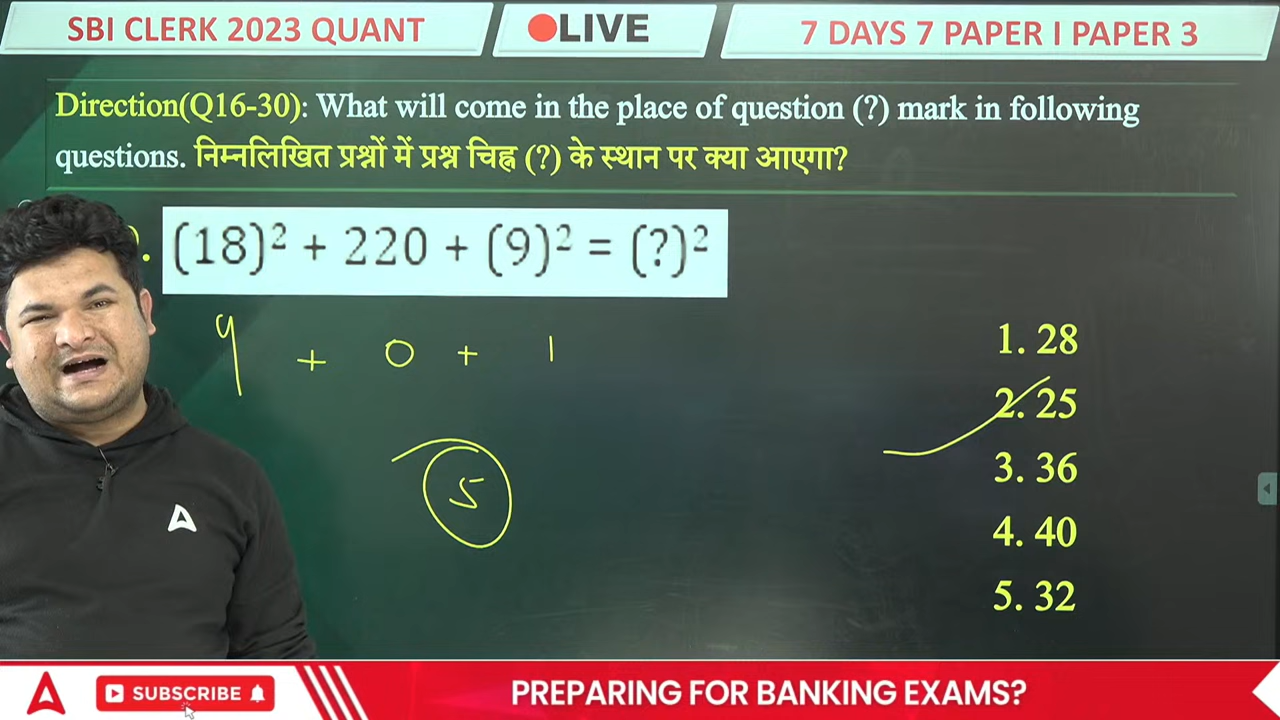 SBI CLERK 2023 QUANT
LIVE
7 DAYS 7 PAPER I PAPER 3
Direction(Q16-30): What will come in the place of question (?) mark in following
questions. निम्नलिखित प्रश्नों में प्रश्न चिह्न (?) के स्थान पर क्या आएगा?
(18)² + 220 + (9)² = (?)²
4 + 0 + 1
5
1. 28
2. 25
3. 36
4. 40
5. 32
SUBSCRIBE
PREPARING FOR BANKING EXAMS?